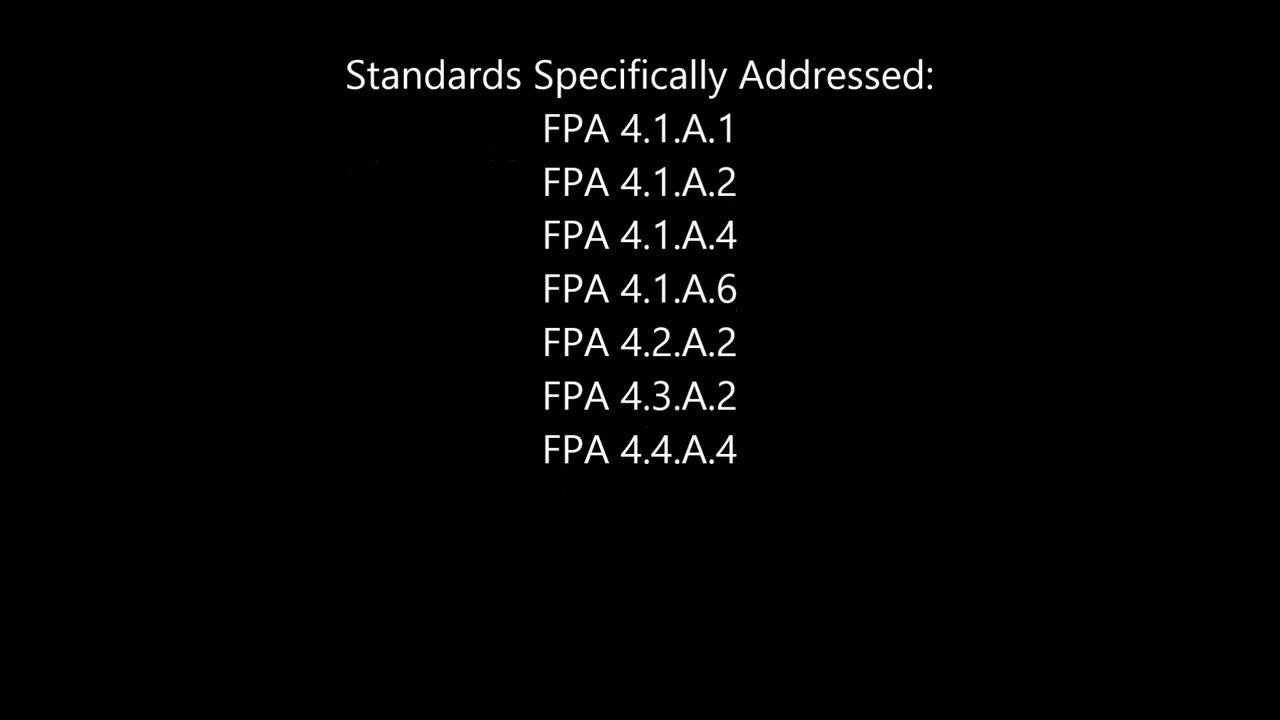 Standards Specifically Addressed:
FPA 4.1.A.1
FPA 4.1.A.2
FPA 4.1.A.4
FPA 4.1.A.6
FPA 4.2.A.2
FPA 4.3.A.2
FPA 4.4.A.4